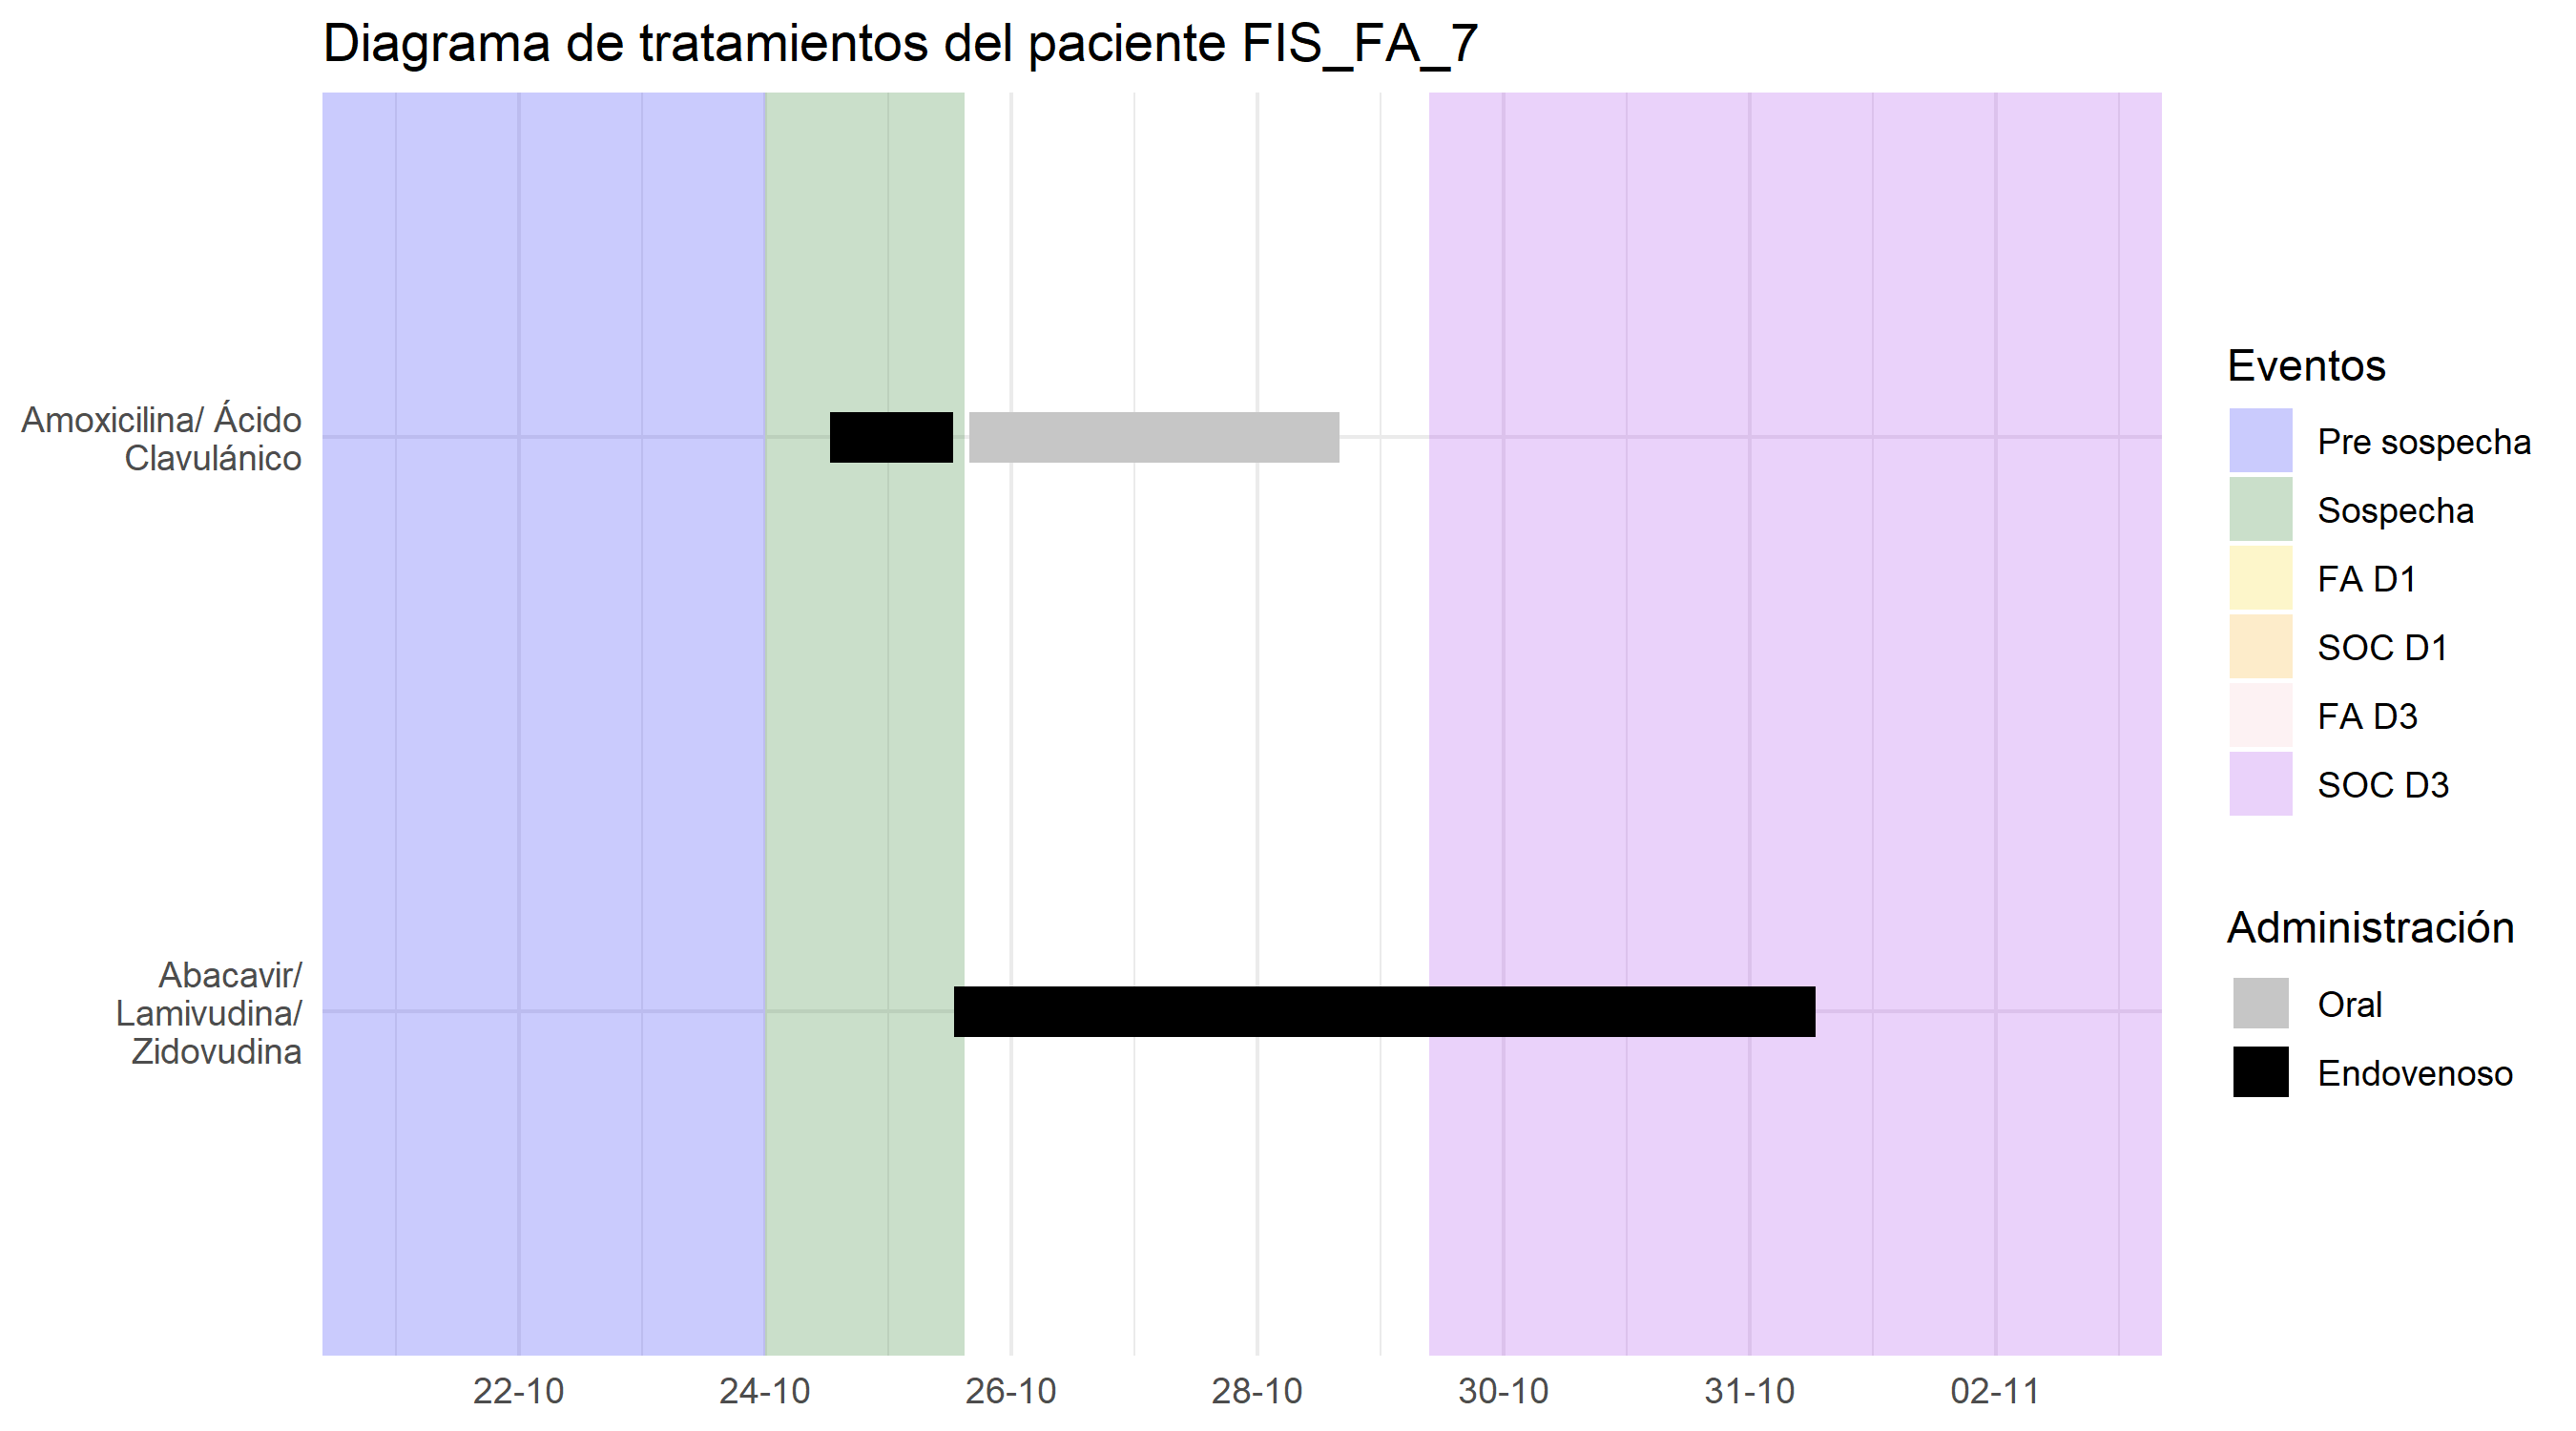 Diagrama de tratamientos del paciente FIS_FA_7
Amoxicilina/ Ácido
Clavulánico
Abacavir/
Lamivudina/
Zidovudina
22-10
24-10
26-10
28-10
30-10
31-10
02-11
Eventos
Pre sospecha
Sospecha
FA D1
SOC D1
FA D3
SOC D3
Administración
Oral
Endovenoso